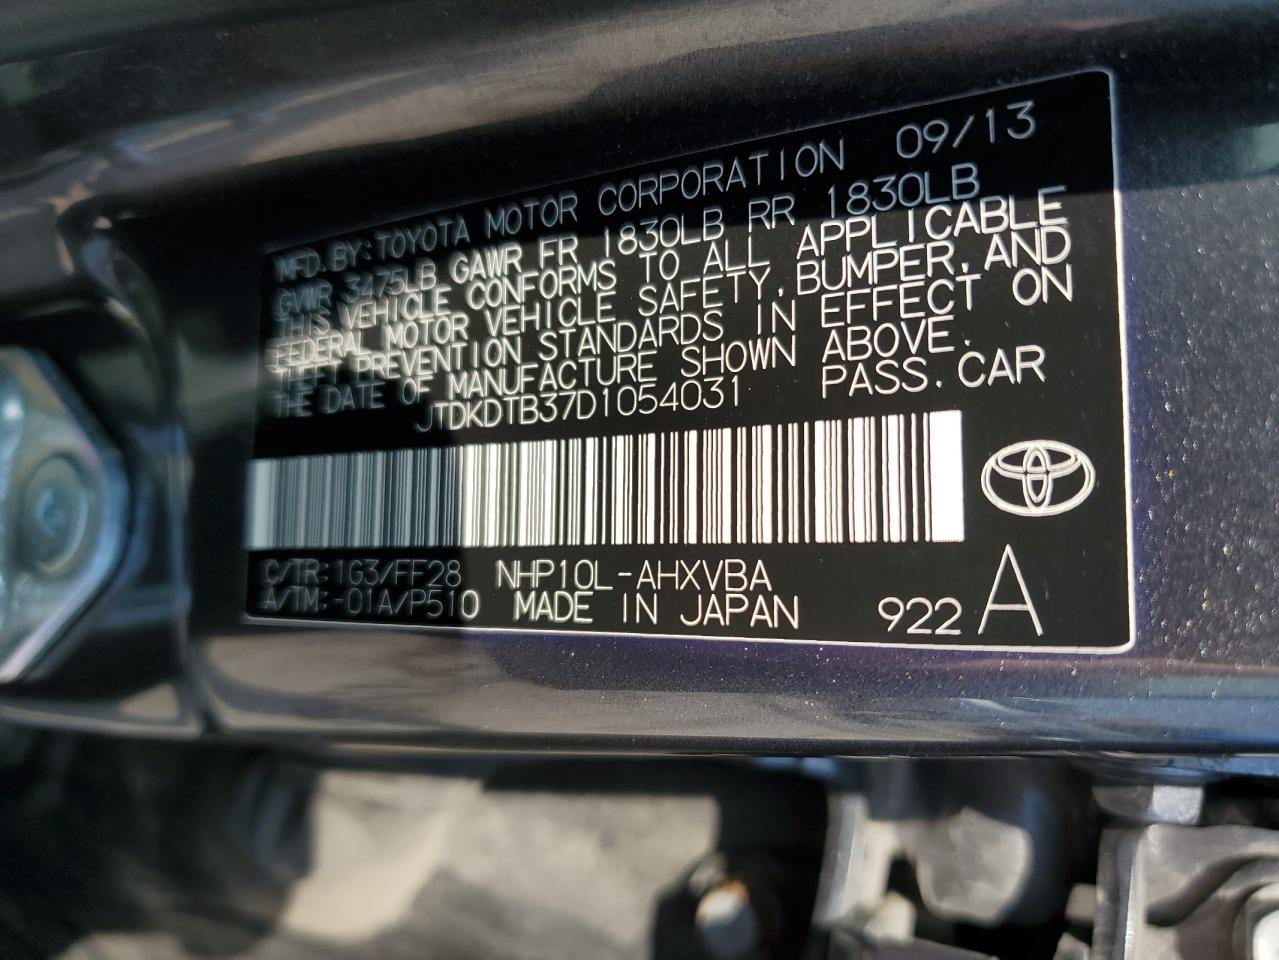 MFD. BY: TOYOTA MOTOR CORPORATION 09/13
GVWR 3475LB GAWR FR 1830LB RR 1830LB
THIS VEHICLE CONFORMS TO ALL APPLICABLE
FEDERAL MOTOR VEHICLE SAFETY, BUMPER, AND
THEFT PREVENTION STANDARDS IN EFFECT ON
THE DATE OF MANUFACTURE SHOWN ABOVE.
JTDKDTB37D1054031 PASS. CAR
C/TR: 1G3/FF28 NHP10L-AHXVBA
A/TM: -01A/P510 MADE IN JAPAN 922 A